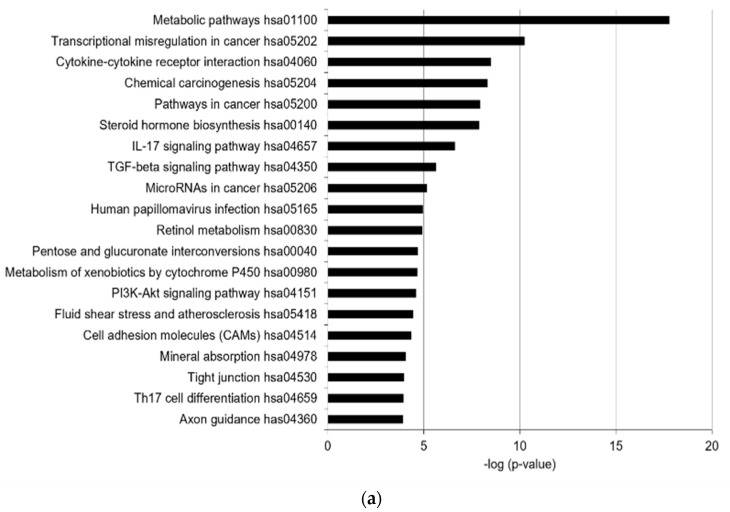 Metabolic pathways hsa01100
Transcriptional misregulation in cancer hsa05202
Cytokine-cytokine receptor interaction hsa04060
Chemical carcinogenesis hsa05204
Pathways in cancer hsa05200
Steroid hormone biosynthesis hsa00140
IL-17 signaling pathway hsa04657
TGF-beta signaling pathway hsa04350
MicroRNAs in cancer hsa05206
Human papillomavirus infection hsa05165
Retinol metabolism hsa00830
Pentose and glucuronate interconversions hsa00040
Metabolism of xenobiotics by cytochrome P450 hsa00980
PI3K-Akt signaling pathway hsa04151
Fluid shear stress and atherosclerosis hsa05418
Cell adhesion molecules (CAMs) hsa04514
Mineral absorption hsa04978
Tight junction hsa04530
Th17 cell differentiation hsa04659
Axon guidance has04360
0 5 10 15 20
-log (p-value)
(a)